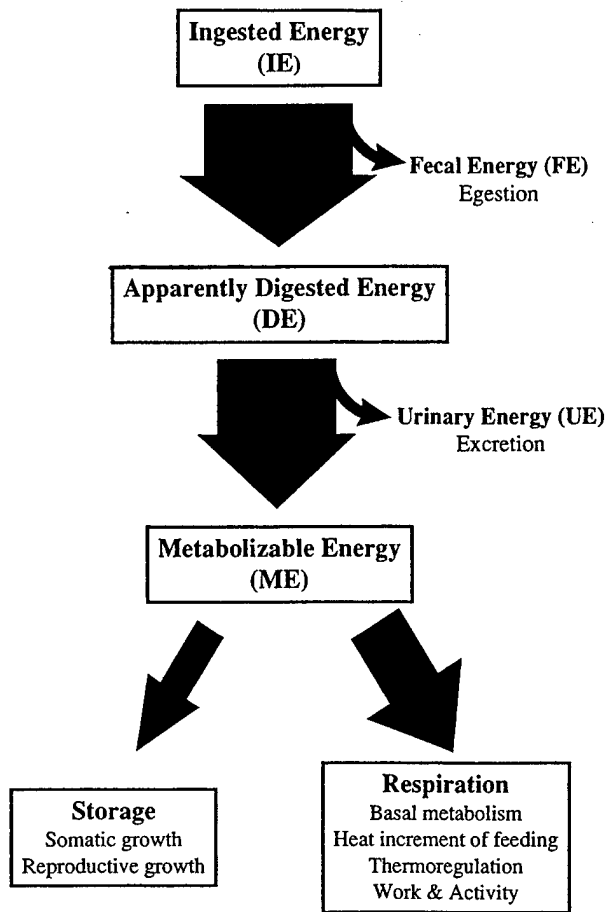 Ingested Energy
(IE)
Fecal Energy (FE)
Egestion
Apparently Digested Energy
(DE)
Urinary Energy (UE)
Excretion
Metabolizable Energy
(ME)
Storage
Somatic growth
Reproductive growth
Respiration
Basal metabolism
Heat increment of feeding
Thermoregulation
Work & Activity